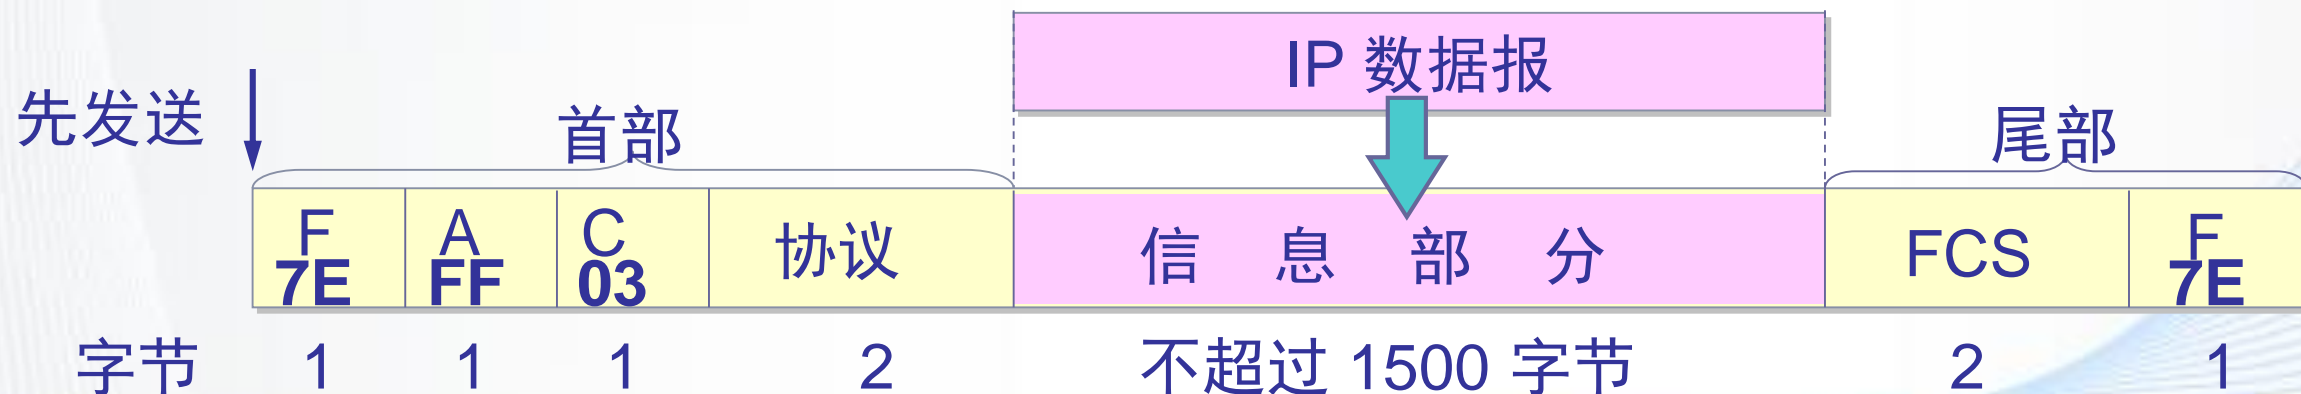 IP 数据报
先发送
首部
尾部
F A C 协议 信 息 部 分 FCS F
7E FF 03 7E
字节 1 1 1 2 不超过 1500 字节 2 1